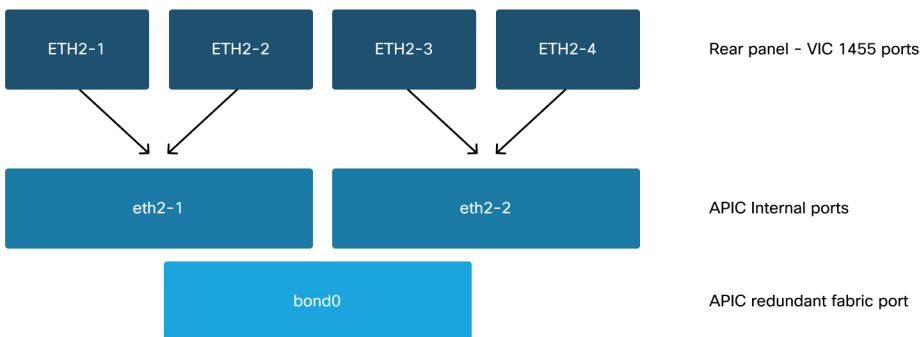 ETH2-1
ETH2-2
ETH2-3
ETH2-4
Rear panel - VIC 1455 ports
eth2-1
eth2-2
APIC Internal ports
bond0
APIC redundant fabric port